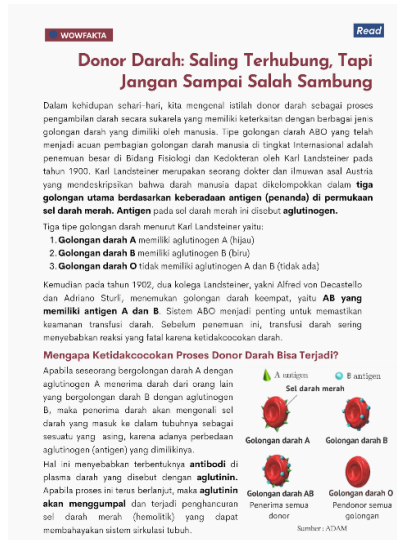 Read
WOWFAKTA
Donor Darah: Saling Terhubung, Tapi
Jangan Sampai Salah Sambung
Dalam kehidupan sehari-hari, kita mengenal istilah donor darah sebagai proses
pengambilan darah secara sukarela yang memiliki keterkaitan dengan berbagai jenis
golongan darah yang dimiliki oleh manusia. Tipe golongan darah ABO yang telah
menjadi acuan pembagian golongan darah manusia di tingkat Internasional adalah
penemuan besar di Bidang Fisiologi dan Kedokteran oleh Karl Landsteiner pada
tahun 1900. Karl Landsteiner merupakan seorang dokter dan ilmuwan asal Austria
yang mendeskripsikan bahwa darah manusia dapat dikelompokkan dalam tiga
golongan utama berdasarkan keberadaan antigen (penanda) di permukaan
sel darah merah. Antigen pada sel darah merah ini disebut aglutinogen.
Tiga tipe golongan darah menurut Karl Landsteiner yaitu:
1. Golongan darah A memiliki aglutinogen A (hijau)
2. Golongan darah B memiliki aglutinogen B (biru)
3. Golongan darah O tidak memiliki aglutinogen A dan B (tidak ada)
Kemudian pada tahun 1902, dua kolega Landsteiner, yakni Alfred von Decastello
dan Adriano Sturli, menemukan golongan darah keempat, yaitu AB yang
memiliki antigen A dan B. Sistem ABO menjadi penting untuk memastikan
keamanan transfusi darah. Sebelum penemuan ini, transfusi darah sering
menyebabkan reaksi yang fatal karena ketidakcocokan darah.
Mengapa Ketidakcocokan Proses Donor Darah Bisa Terjadi?
Apabila seseorang bergolongan darah A dengan
aglutinogen A menerima darah dari orang lain
yang bergolongan darah B dengan aglutinogen
B, maka penerima darah akan mengenali sel
darah yang masuk ke dalam tubuhnya sebagai
sesuatu yang asing, karena adanya perbedaan
aglutinogen (antigen) yang dimilikinya.
Hal ini menyebabkan terbentuknya antibodi di
plasma darah yang disebut dengan aglutinin.
Apabila proses ini terus berlanjut, maka aglutinin
akan menggumpal dan terjadi penghancuran
sel darah merah (hemolitik) yang dapat
membahayakan sistem sirkulasi tubuh.
A antigen
B antigen
Sel darah merah
Golongan darah A
Golongan darah B
Golongan darah AB
Penerima semua
donor
Golongan darah O
Pendonor semua
golongan
Sumber : ADAM